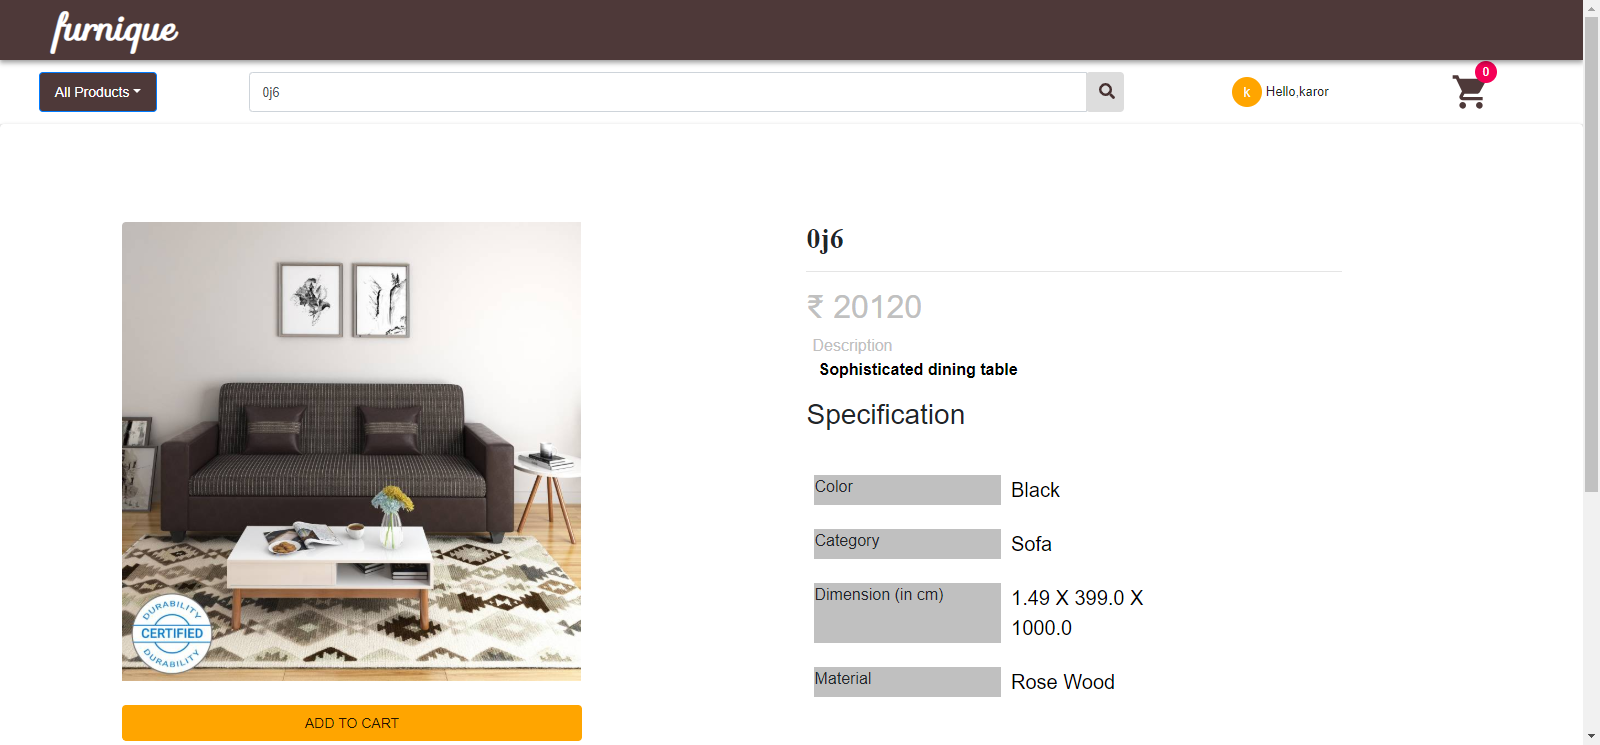 furnique
All Products
0j6
k Hello,karor
0
0j6
₹ 20120
Description
Sophisticated dining table
Specification
Color Black
Category Sofa
Dimension (in cm) 1.49 X 399.0 X
1000.0
Material Rose Wood
DURABILITY
CERTIFIED
DURABILITY
ADD TO CART